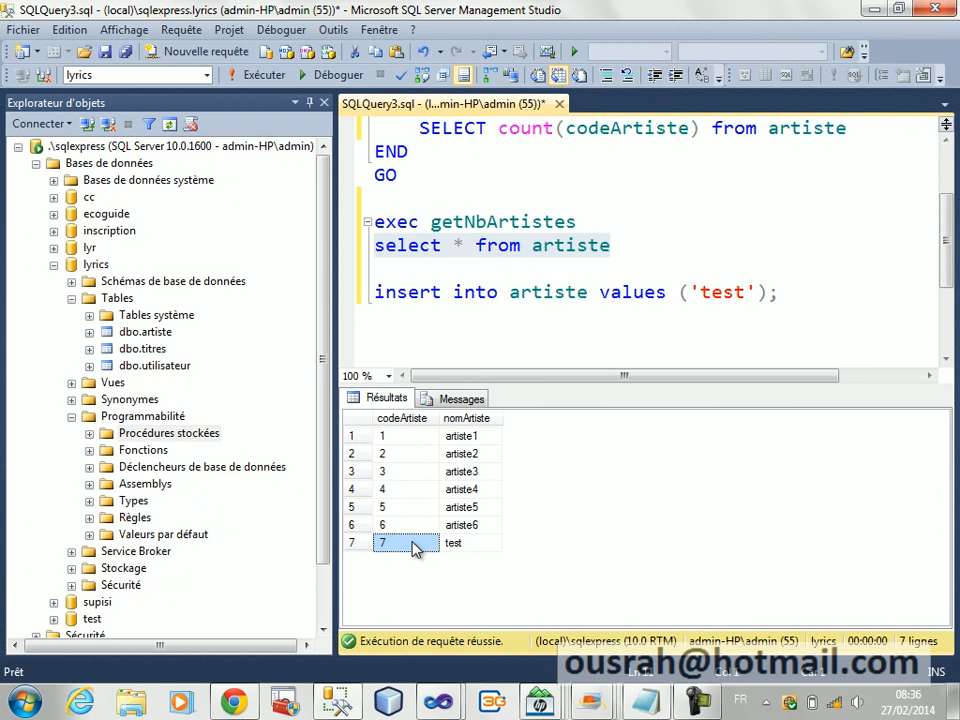 SQLQuery3.sql - (local)\sqlexpress.lyrics (admin-HP\admin (55))* - Microsoft SQL Server Management Studio
Fichier Edition Affichage Requête Projet Déboguer Outils Fenêtre ?
Nouvelle requête
lyrics Exécuter Déboguer
Explorateur d'objets
SQLQuery3.sql - (l...min-HP\admin (55))*
Connecter
.\sqlexpress (SQL Server 10.0.1600 - admin-HP\admin)
Bases de données
Bases de données système
cc
ecoguide
inscription
lyr
lyrics
Schémas de base de données
Tables
Tables système
dbo.artiste
dbo.titres
dbo.utilisateur
Vues
Synonymes
Programmabilité
Procédures stockées
Fonctions
Déclencheurs de base de données
Assemblys
Types
Règles
Valeurs par défaut
Service Broker
Stockage
Sécurité
supisi
test
Sécurité
SELECT count(codeArtiste) from artiste
END
GO
exec getNbArtistes
select * from artiste
insert into artiste values ('test');
100 %
Résultats Messages
codeArtiste nomArtiste
1 1 artiste1
2 2 artiste2
3 3 artiste3
4 4 artiste4
5 5 artiste5
6 6 artiste6
7 7 test
Exécution de requête réussie. (local)\sqlexpress (10.0 RTM) admin-HP\admin (55) lyrics 00:00:00 7 lignes
Prêt INS
ousrah@hotmail.com
FR 08:36
27/02/2014